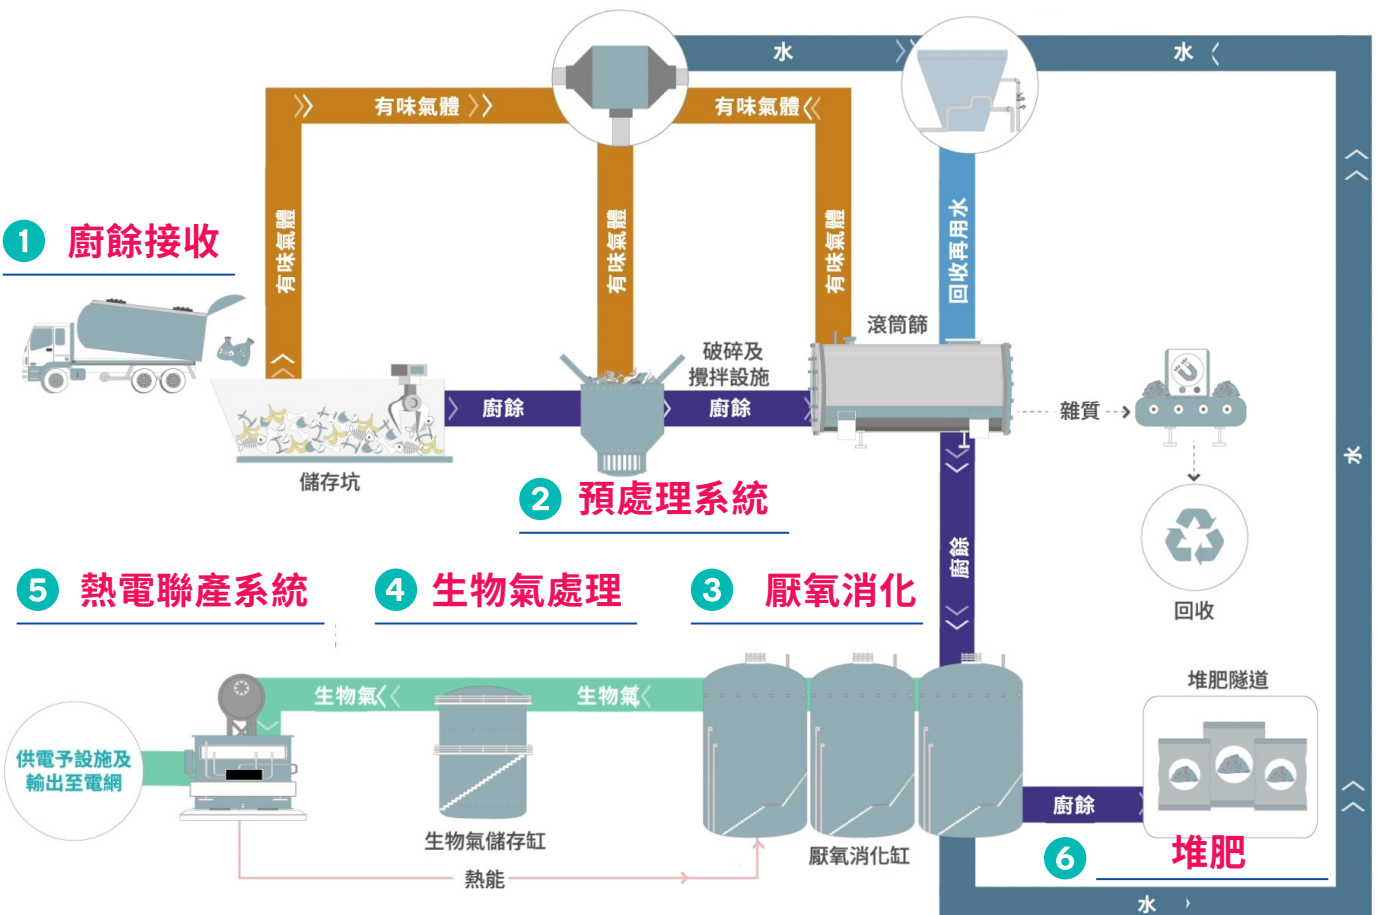 水
水
有味氣體
有味氣體
有味氣體
有味氣體
有味氣體
回收再用水
1 廚餘接收
滾筒篩
破碎及
攪拌設施
廚餘
廚餘
雜質
儲存坑
水
2 預處理系統
廚餘
回收
5 熱電聯產系統
4 生物氣處理
3 厭氧消化
堆肥隧道
生物氣
生物氣
供電予設施及
輸出至電網
廚餘
生物氣儲存缸
厭氧消化缸
6 堆肥
熱能
水